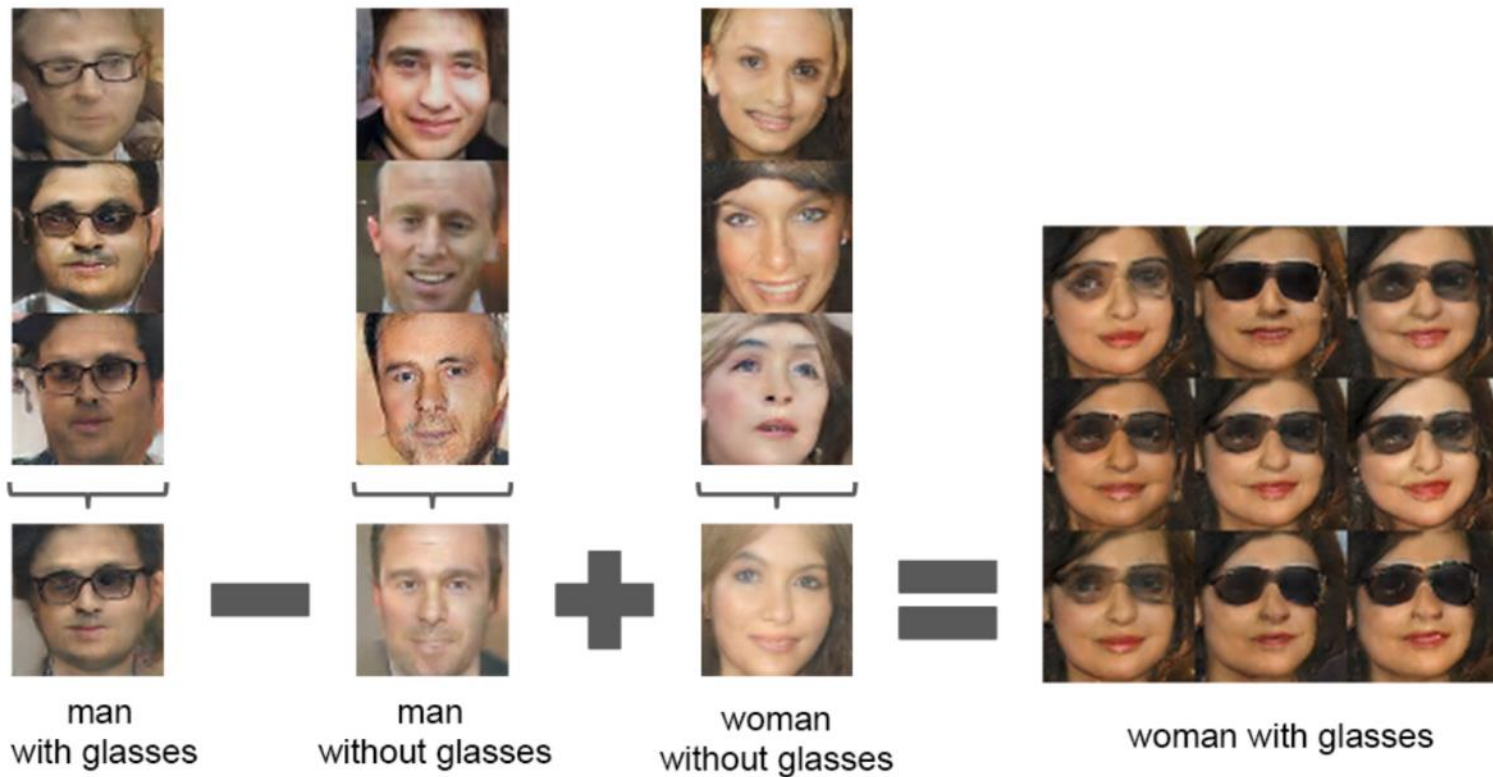 man
with glasses
man
without glasses
woman
without glasses
woman with glasses